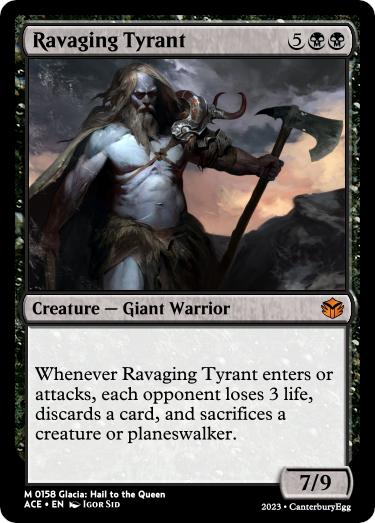 Ravaging Tyrant 5
Creature — Giant Warrior
Whenever Ravaging Tyrant enters or
attacks, each opponent loses 3 life,
discards a card, and sacrifices a
creature or planeswalker.
7/9
M 0158 Glacia: Hail to the Queen
ACE • EN Igor Sid
2023 • CanterburyEgg